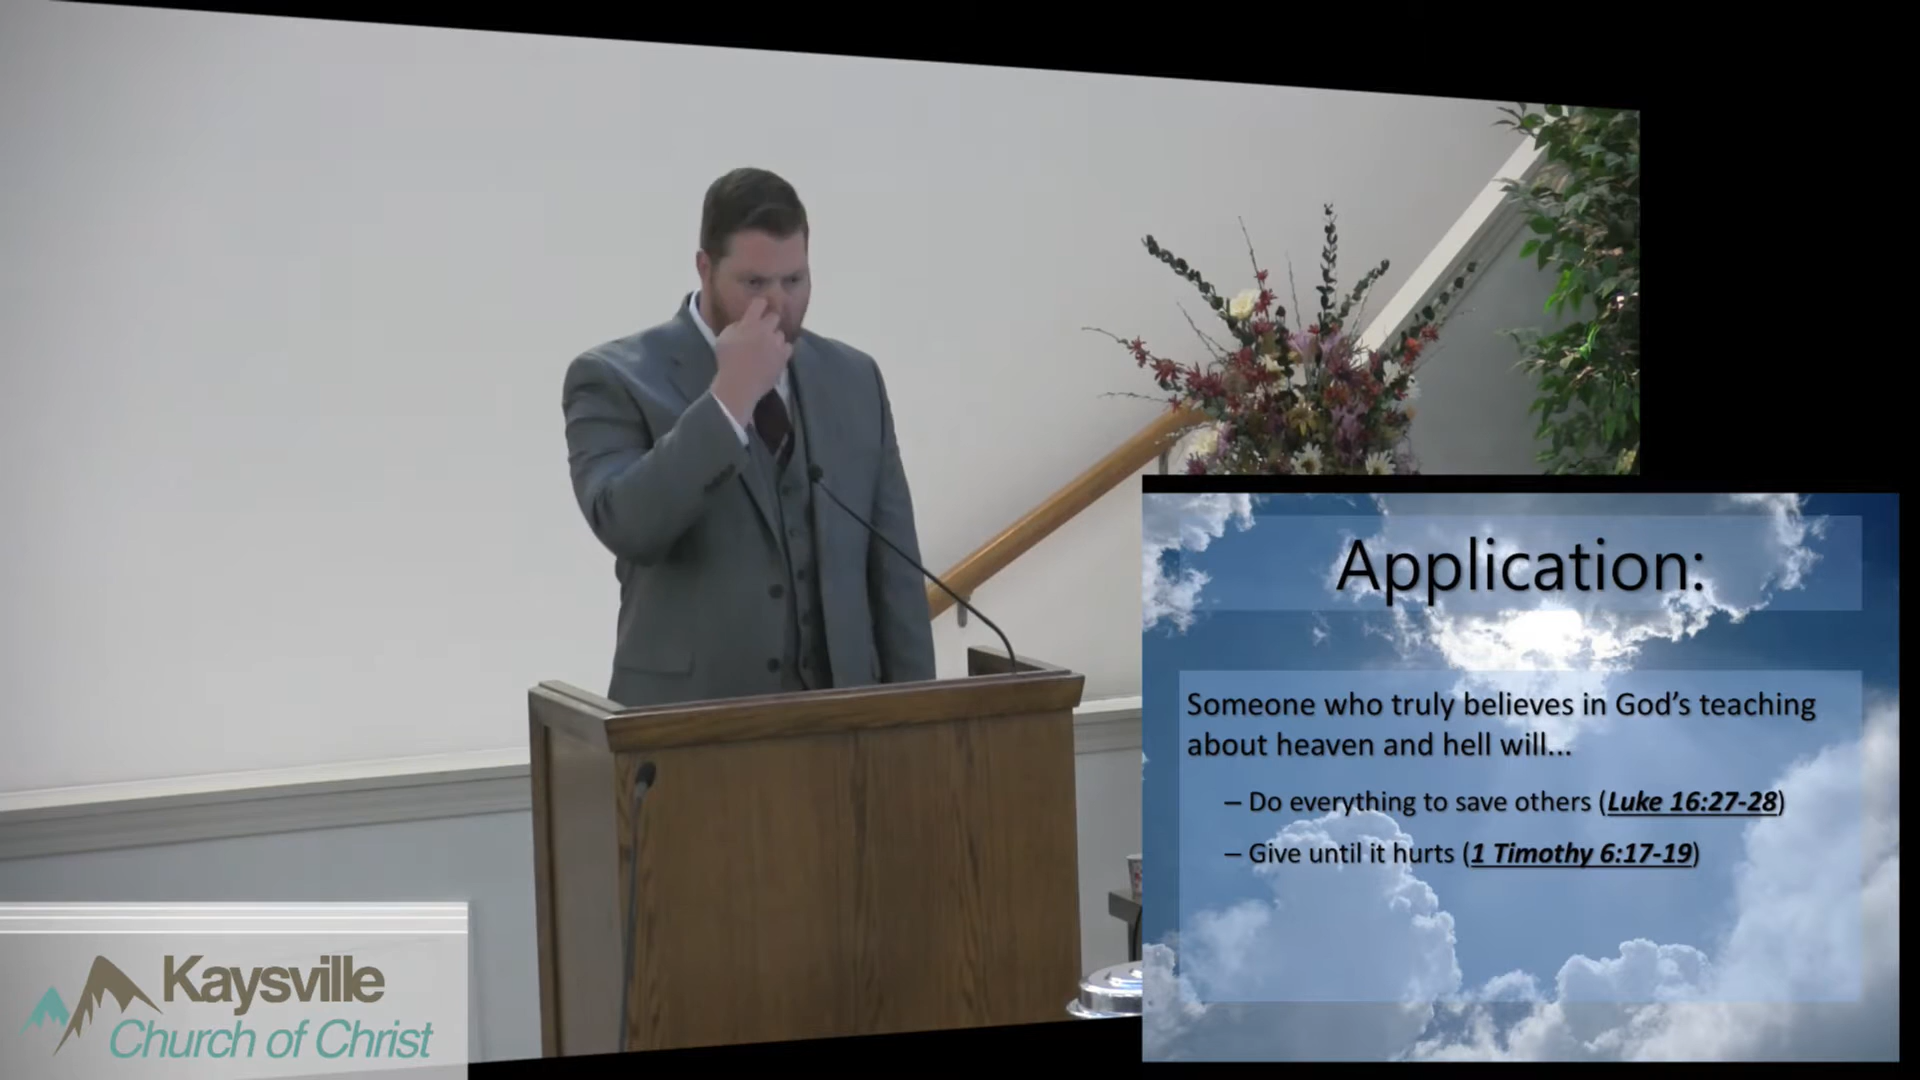 Application:
Someone who truly believes in God's teaching
about heaven and hell will...
– Do everything to save others (Luke 16:27-28)
– Give until it hurts (1 Timothy 6:17-19)
Kaysville
Church of Christ